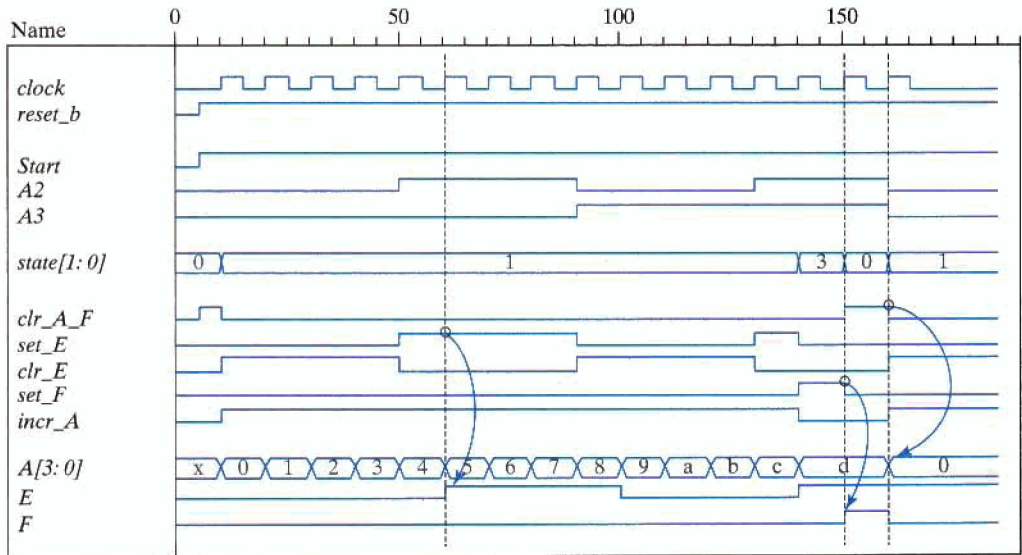 0 50 100 150
Name
clock
reset_b
Start
A2
A3
state[1: 0] 0 1 3 0 1
clr_A_F
set_E
clr_E
set_F
incr_A
A[3: 0] x 0 1 2 3 4 5 6 7 8 9 a b c d 0
E
F